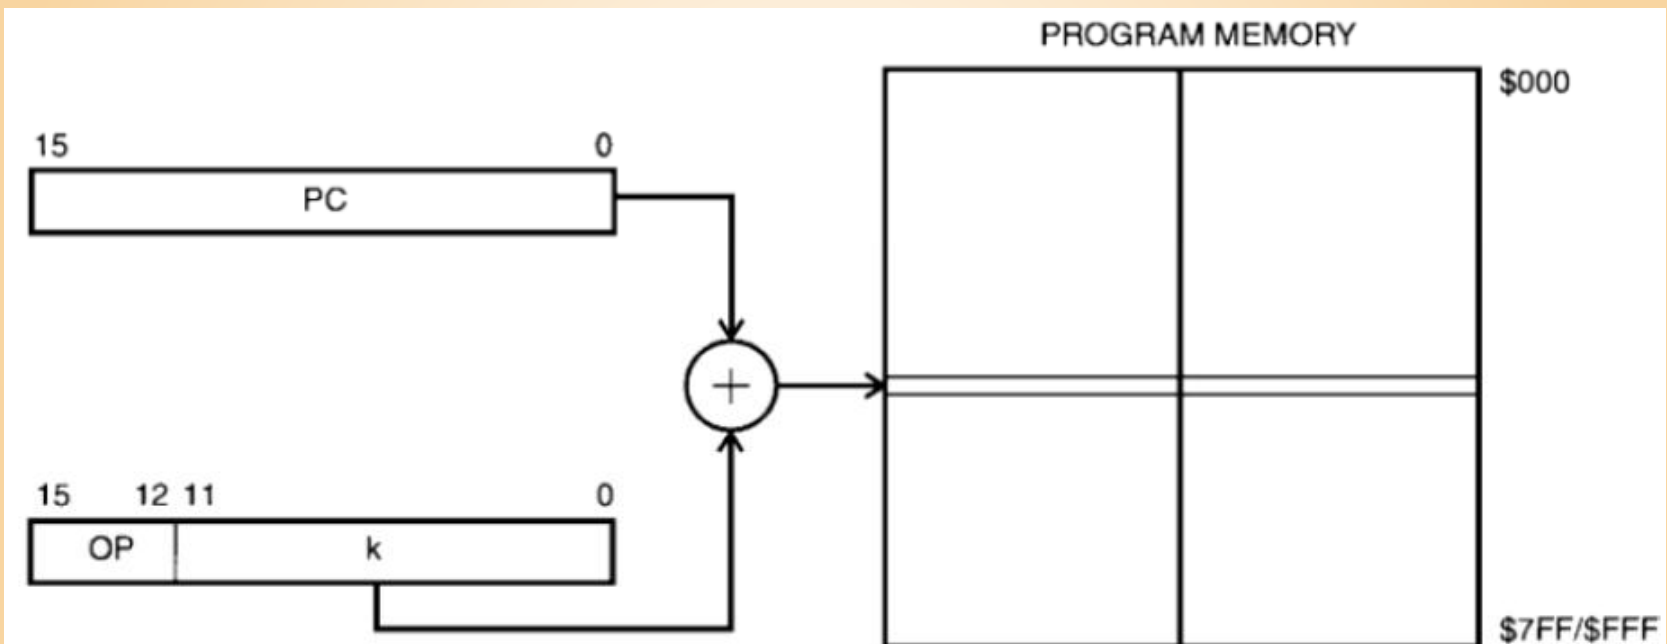 PROGRAM MEMORY
$000
15 0
PC
+
15 12 11 0
OP k
$7FF/$FFF